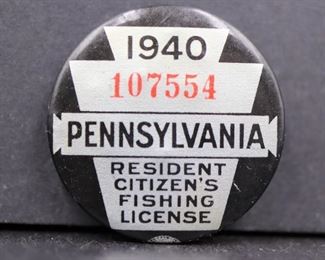 1940
107554
PENNSYLVANIA
RESIDENT
CITIZEN'S
FISHING
LICENSE